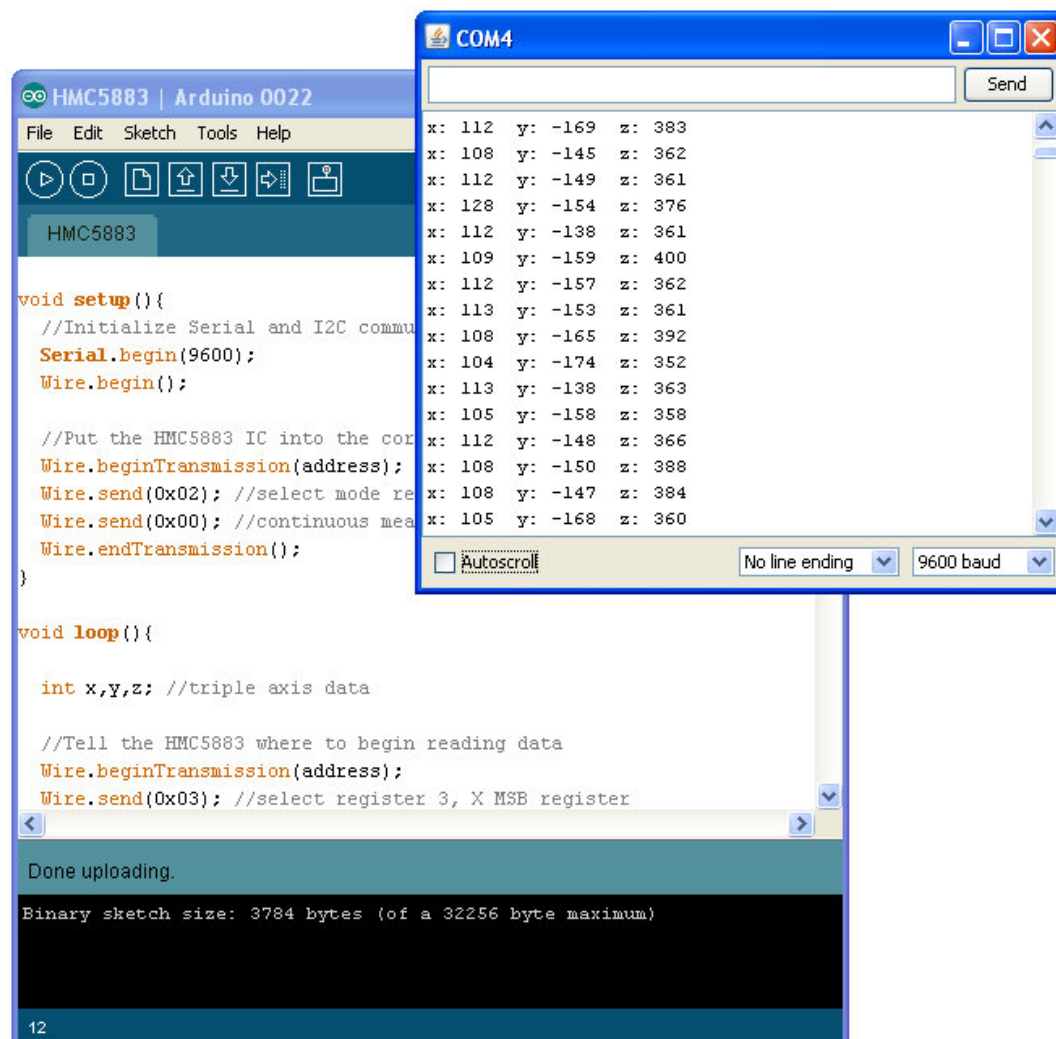 COM4
Send
x: 112 y: -169 z: 383
x: 108 y: -145 z: 362
x: 112 y: -149 z: 361
x: 128 y: -154 z: 376
x: 112 y: -138 z: 361
x: 109 y: -159 z: 400
x: 112 y: -157 z: 362
x: 113 y: -153 z: 361
x: 108 y: -165 z: 392
x: 104 y: -174 z: 352
x: 113 y: -138 z: 363
x: 105 y: -158 z: 358
x: 112 y: -148 z: 366
x: 108 y: -150 z: 388
x: 108 y: -147 z: 384
x: 105 y: -168 z: 360
Autoscroll No line ending 9600 baud
HMC5883 | Arduino 0022
File Edit Sketch Tools Help
HMC5883
void setup(){
//Initialize Serial and I2C commu
Serial.begin(9600);
Wire.begin();
//Put the HMC5883 IC into the cor
Wire.beginTransmission(address);
Wire.send(0x02); //select mode re
Wire.send(0x00); //continuous mea
Wire.endTransmission();
}
void loop(){
int x,y,z; //triple axis data
//Tell the HMC5883 where to begin reading data
Wire.beginTransmission(address);
Wire.send(0x03); //select register 3, X MSB register
Done uploading.
Binary sketch size: 3784 bytes (of a 32256 byte maximum)
12